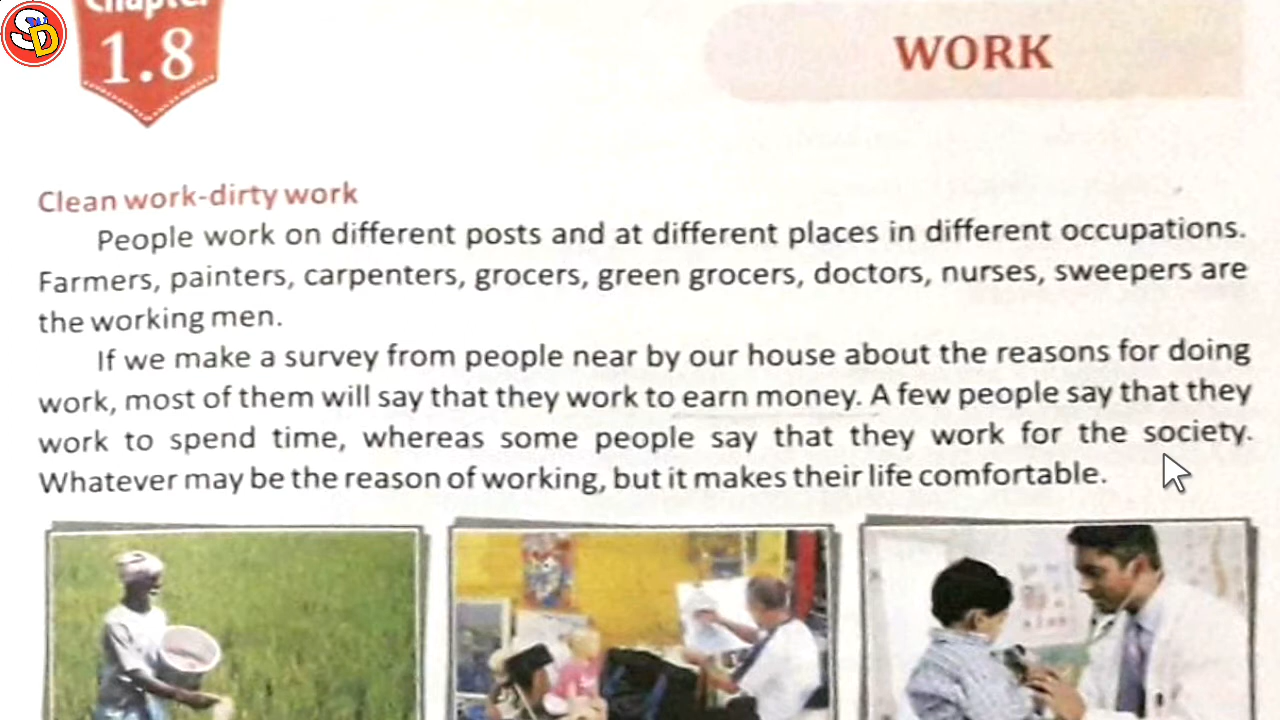 SD
Chapter
1.8
WORK
Clean work-dirty work
People work on different posts and at different places in different occupations.
Farmers, painters, carpenters, grocers, green grocers, doctors, nurses, sweepers are
the working men.
If we make a survey from people near by our house about the reasons for doing
work, most of them will say that they work to earn money. A few people say that they
work to spend time, whereas some people say that they work for the society.
Whatever may be the reason of working, but it makes their life comfortable.